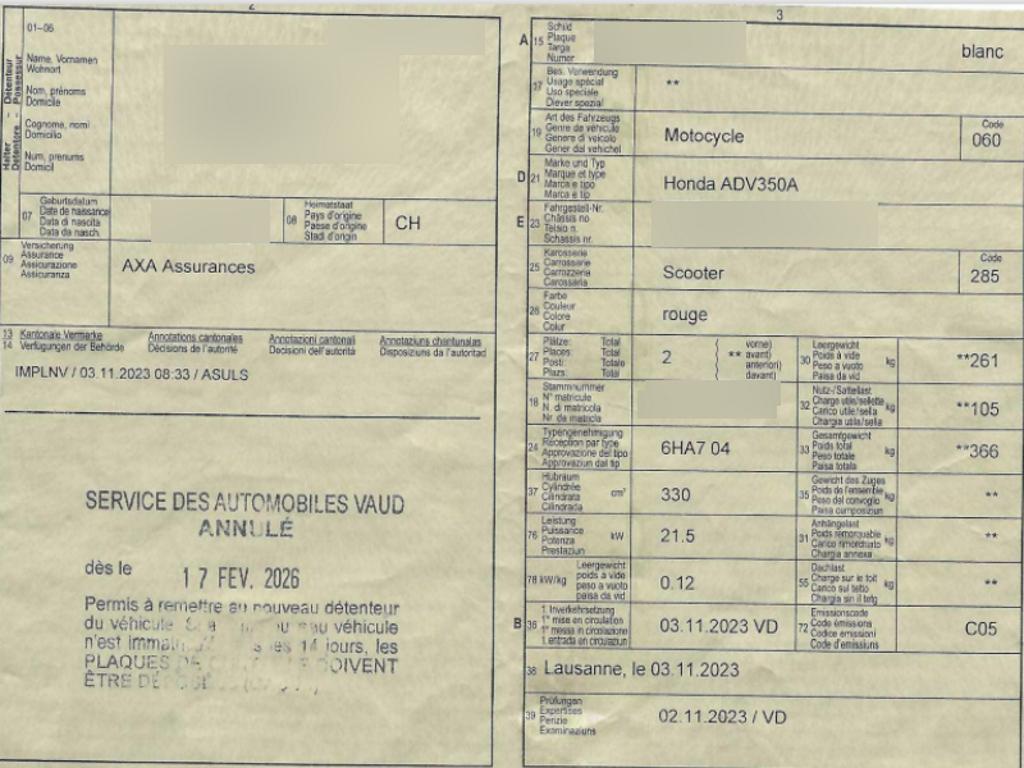 2
01-06
Halter · Détenteur
Detentore · Possessur
Name, Vornamen
Wohnort
Nom, prénoms
Domicile
Cognome, nomi
Domicilio
Num, prenums
Domicil
07
Geburtsdatum
Date de naissance
Data di nascita
Data da nasch.
08
Heimatstaat
Pays d'origine
Paese d'origine
Stadi d'origin
CH
09
Versicherung
Assurance
Assicurazione
Assicuranza
AXA Assurances
13 Kantonale Vermerke Annotations cantonales Annotazioni cantonali Annotaziuns chantunalas
14 Verfügungen der Behörde Décisions de l'autorité Decisioni dell'autorità Disposiziuns da l'autoritad
IMPLNV / 03.11.2023 08:33 / ASULS
SERVICE DES AUTOMOBILES VAUD
ANNULÉ
dès le 17 FEV. 2026
Permis à remettre au nouveau détenteur
du véhicule. véhicule
n'est 14 jours, les
PLAQUES DE DOIVENT
ÊTRE
3
A 15
Schild
Plaque
Targa
Numer
blanc
17
Bes. Verwendung
Usage spécial
Uso speciale
Diever spezial
**
19
Art des Fahrzeugs
Genre de véhicule
Genere di veicolo
Gener dal vehichel
Motocycle
Code
060
D 21
Marke und Typ
Marque et type
Marca e tipo
Marca e tip
Honda ADV350A
E 23
Fahrgestell-Nr.
Châssis no
Telaio n.
Schassis nr.
25
Karosserie
Carrosserie
Carrozzeria
Carossaria
Scooter
Code
285
26
Farbe
Couleur
Colore
Colur
rouge
27
Plätze: Total
Places: Total
Posti: Totale
Plazs: Total
2
** vorne)
avant)
anteriori)
davant)
30
Leergewicht
Poids à vide
Peso a vuoto
Paisa da vid
kg
**261
18
Stammnummer
N° matricule
N. di matricola
Nr. da matricla
32
Nutz-/Sattellast
Charge utile/sellette
Carico utile/sella
Chargia utila/sella
kg
**105
24
Typengenehmigung
Réception par type
Approvazione del tipo
Approvaziun dal tip
6HA7 04
33
Gesamtgewicht
Poids total
Peso totale
Paisa totala
kg
**366
37
Hubraum
Cylindrée
Cilindrata
Cilindrada
cm³
330
35
Gewicht des Zuges
Poids de l'ensemble
Peso del convoglio
Paisa cumposiziun
kg
**
76
Leistung
Puissance
Potenza
Prestaziun
kW
21.5
31
Anhängelast
Poids remorquable
Carico rimorchiato
Chargia annexa
kg
**
78 kW/kg
Leergewicht
poids à vide
peso a vuoto
paisa da vid
0.12
55
Dachlast
Charge sur le toit
Carico sul tetto
Chargia sin il tetg
kg
**
B 36
1. Inverkehrsetzung
1re mise en circulation
1a messa in circolazione
1. entrada en circulaziun
03.11.2023 VD
72
Emissionscode
Code émissions
Codice emissioni
Code d'emissiuns
C05
38 Lausanne, le 03.11.2023
39
Prüfungen
Expertises
Perizie
Examinaziuns
02.11.2023 / VD